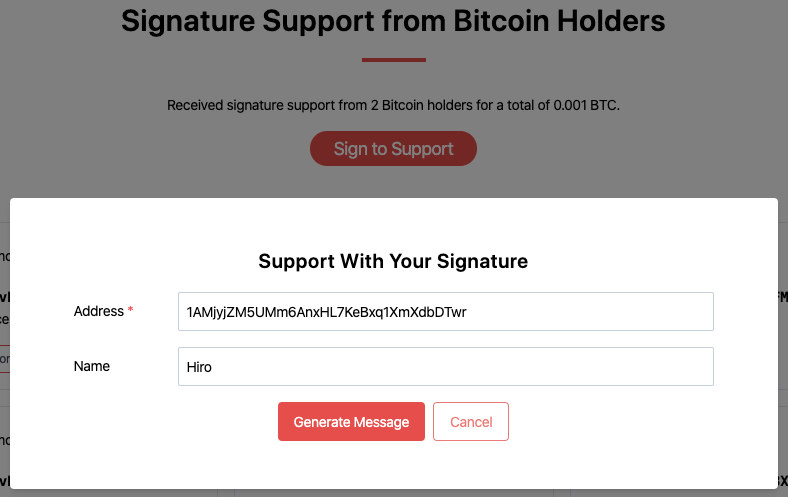 Signature Support from Bitcoin Holders
Received signature support from 2 Bitcoin holders for a total of 0.001 BTC.
Sign to Support
Support With Your Signature
Address *
1AMjyjZM5UMm6AnxHL7KeBxq1XmXdbDTwr
Name
Hiro
Generate Message
Cancel